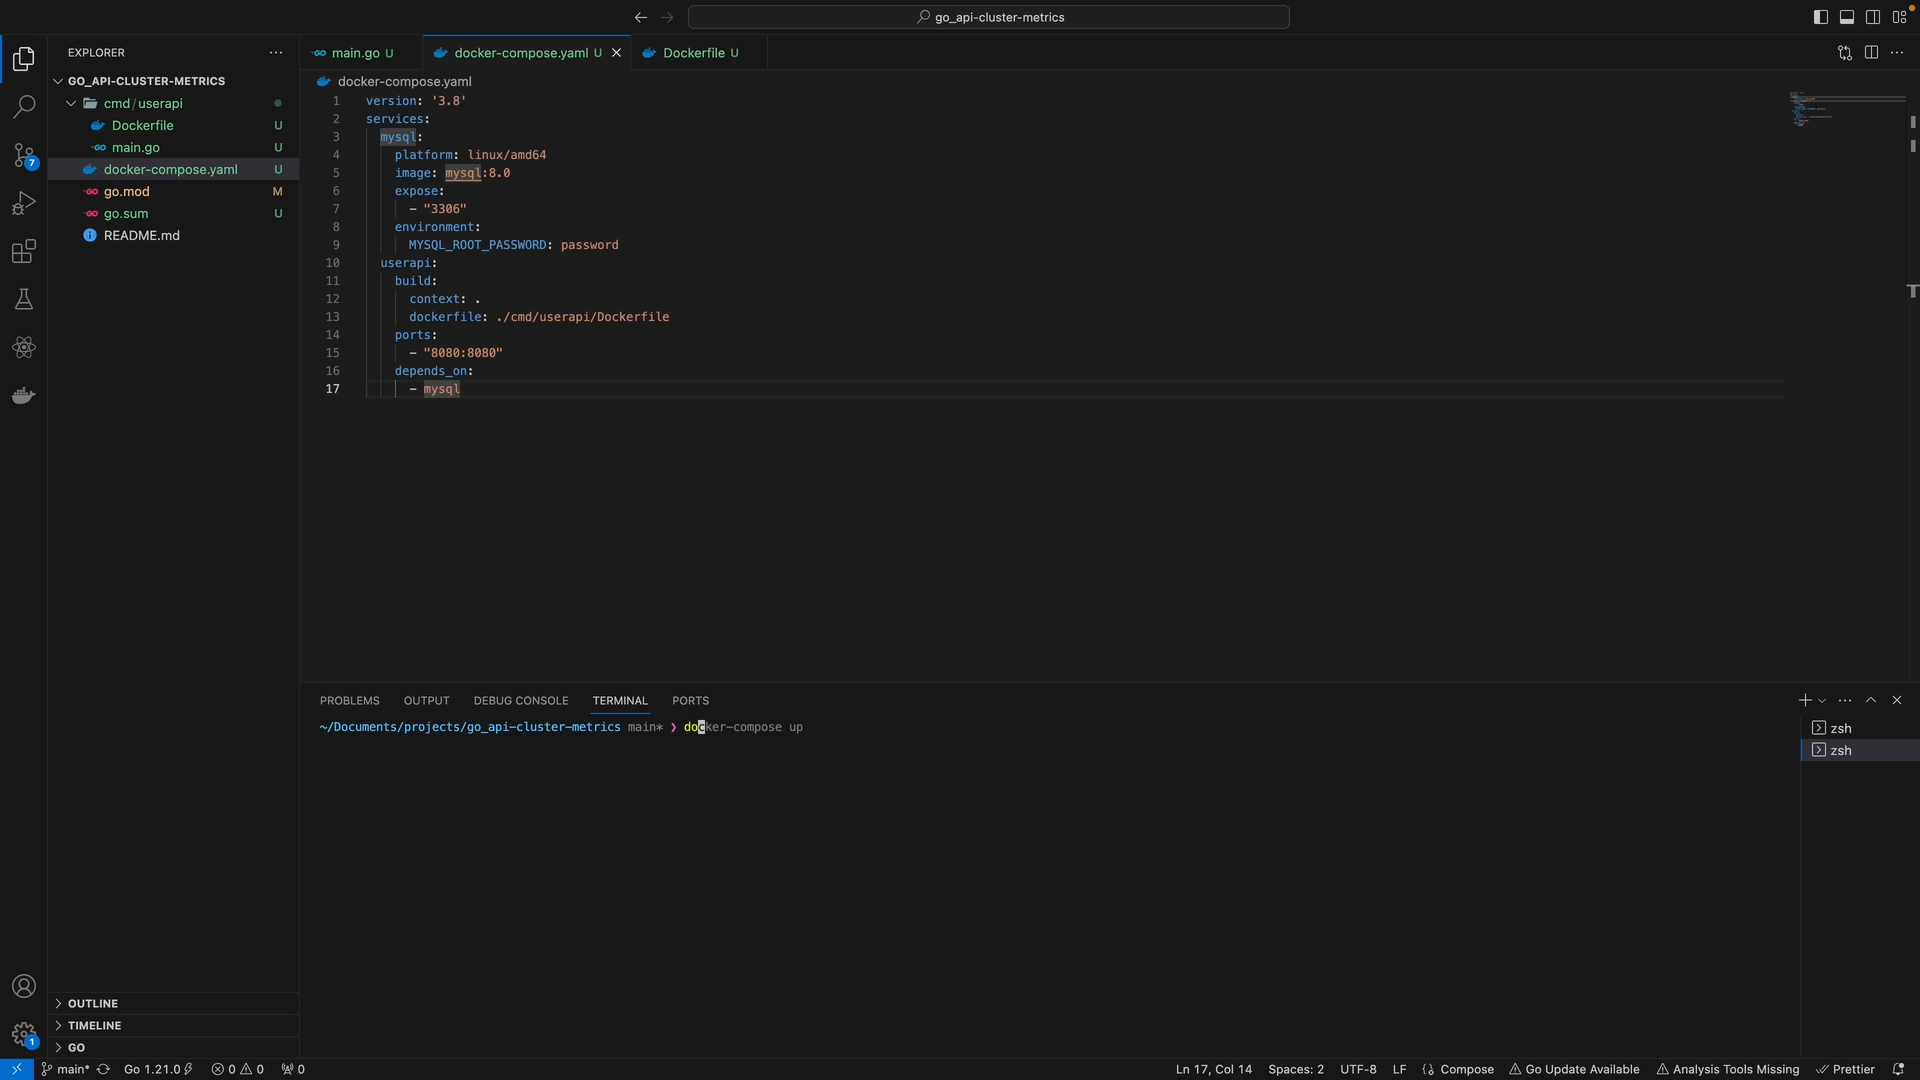 go_api-cluster-metrics
EXPLORER
GO_API-CLUSTER-METRICS
cmd/userapi
Dockerfile U
main.go U
docker-compose.yaml U
go.mod M
go.sum U
README.md
OUTLINE
TIMELINE
GO
7
1
main.go U
docker-compose.yaml U
Dockerfile U
docker-compose.yaml
1 version: '3.8'
2 services:
3 mysql:
4 platform: linux/amd64
5 image: mysql:8.0
6 expose:
7 - "3306"
8 environment:
9 MYSQL_ROOT_PASSWORD: password
10 userapi:
11 build:
12 context: .
13 dockerfile: ./cmd/userapi/Dockerfile
14 ports:
15 - "8080:8080"
16 depends_on:
17 - mysql
PROBLEMS OUTPUT DEBUG CONSOLE TERMINAL PORTS
~/Documents/projects/go_api-cluster-metrics main* ❯ docker-compose up
zsh
zsh
main* Go 1.21.0 0 0 0 Ln 17, Col 14 Spaces: 2 UTF-8 LF {} Compose Go Update Available Analysis Tools Missing Prettier